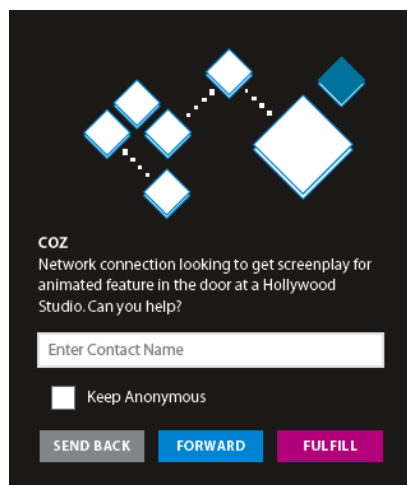 COZ
Network connection looking to get screenplay for
animated feature in the door at a Hollywood
Studio. Can you help?
Enter Contact Name
Keep Anonymous
SEND BACK FORWARD FULFILL